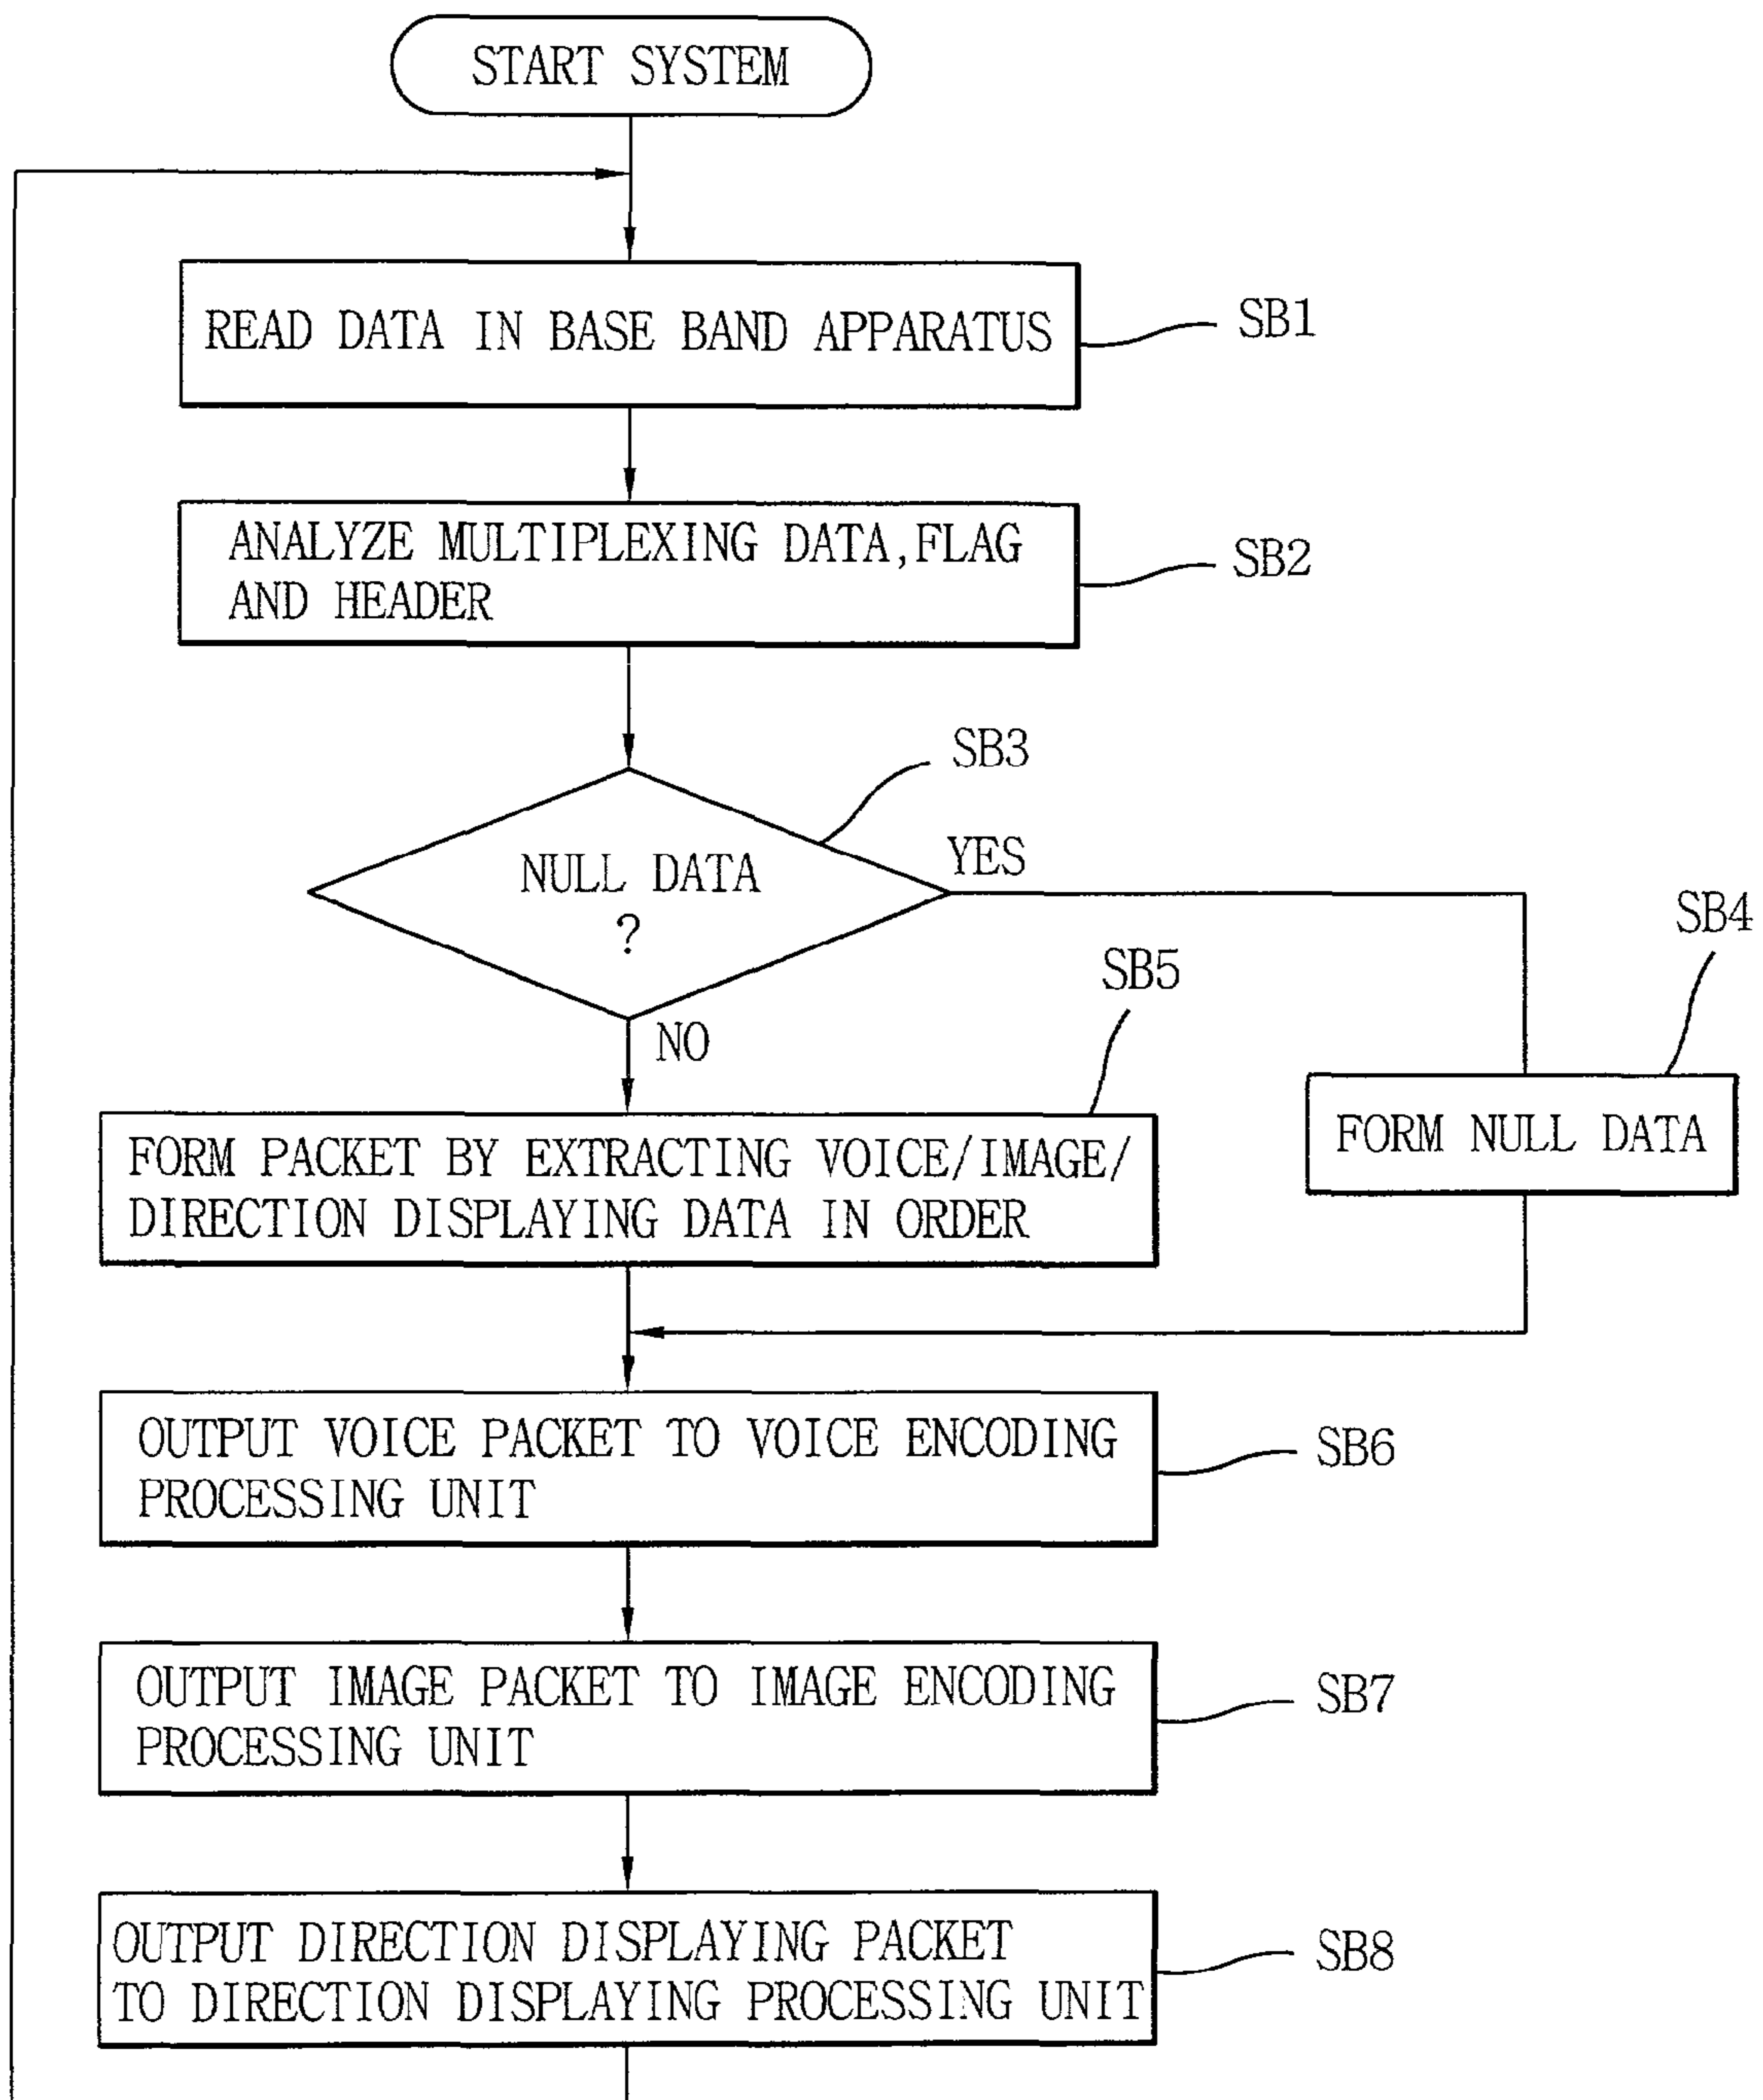 START SYSTEM
READ DATA IN BASE BAND APPARATUS
SB1
ANALYZE MULTIPLEXING DATA,FLAG
AND HEADER
SB2
SB3
NULL DATA
?
YES
NO
SB4
FORM NULL DATA
SB5
FORM PACKET BY EXTRACTING VOICE/IMAGE/
DIRECTION DISPLAYING DATA IN ORDER
OUTPUT VOICE PACKET TO VOICE ENCODING
PROCESSING UNIT
SB6
OUTPUT IMAGE PACKET TO IMAGE ENCODING
PROCESSING UNIT
SB7
OUTPUT DIRECTION DISPLAYING PACKET
TO DIRECTION DISPLAYING PROCESSING UNIT
SB8